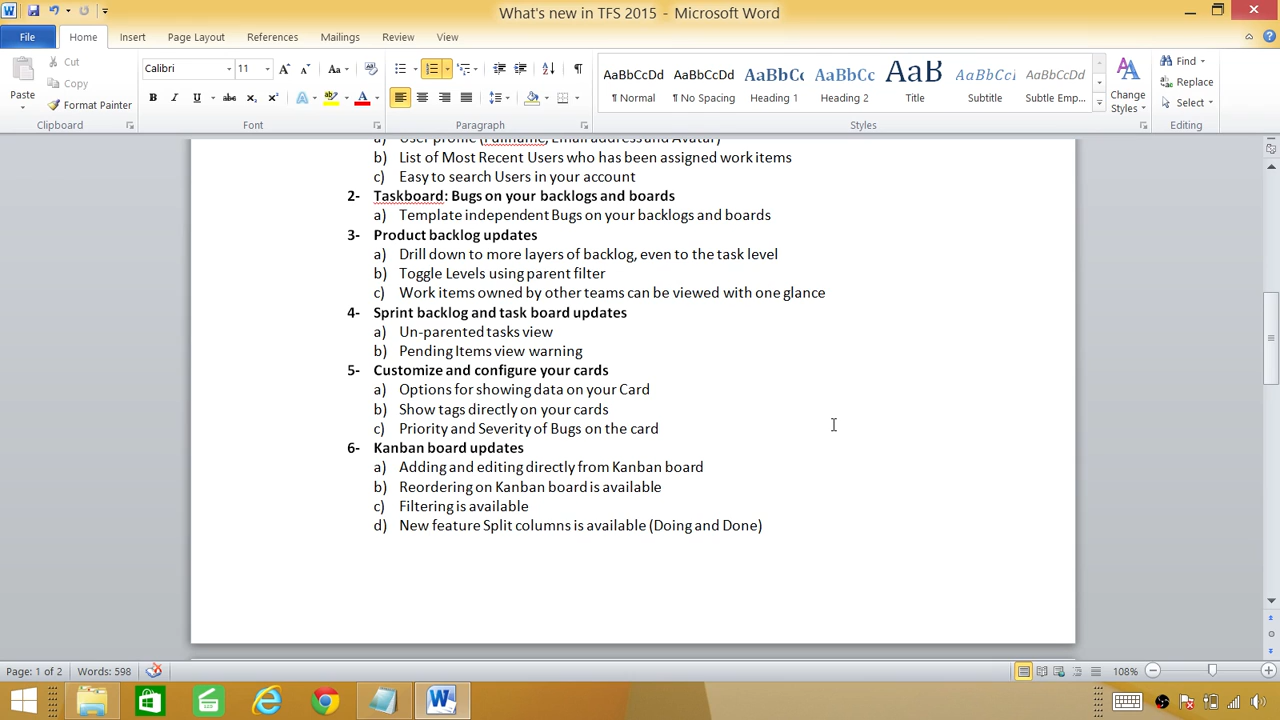 What's new in TFS 2015 - Microsoft Word
File Home Insert Page Layout References Mailings Review View
Paste
Cut
Copy
Format Painter
Clipboard
Calibri 11
Font
Paragraph
AaBbCcDd AaBbCcDd AaBbCc AaBbCc AaB AaBbCcI AaBbCcDd
¶ Normal ¶ No Spacing Heading 1 Heading 2 Title Subtitle Subtle Emp...
Change Styles
Styles
Find
Replace
Select
Editing
a) User profile (Fullname, Email address and Avatar)
b) List of Most Recent Users who has been assigned work items
c) Easy to search Users in your account
2- Taskboard: Bugs on your backlogs and boards
a) Template independent Bugs on your backlogs and boards
3- Product backlog updates
a) Drill down to more layers of backlog, even to the task level
b) Toggle Levels using parent filter
c) Work items owned by other teams can be viewed with one glance
4- Sprint backlog and task board updates
a) Un-parented tasks view
b) Pending Items view warning
5- Customize and configure your cards
a) Options for showing data on your Card
b) Show tags directly on your cards
c) Priority and Severity of Bugs on the card
6- Kanban board updates
a) Adding and editing directly from Kanban board
b) Reordering on Kanban board is available
c) Filtering is available
d) New feature Split columns is available (Doing and Done)
Page: 1 of 2 Words: 598 108%